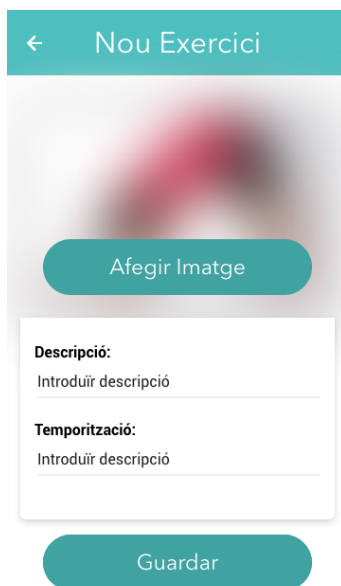 Nou Exercici
Afegir Imatge
Descripció:
Introduïr descripció
Temporització:
Introduïr descripció
Guardar